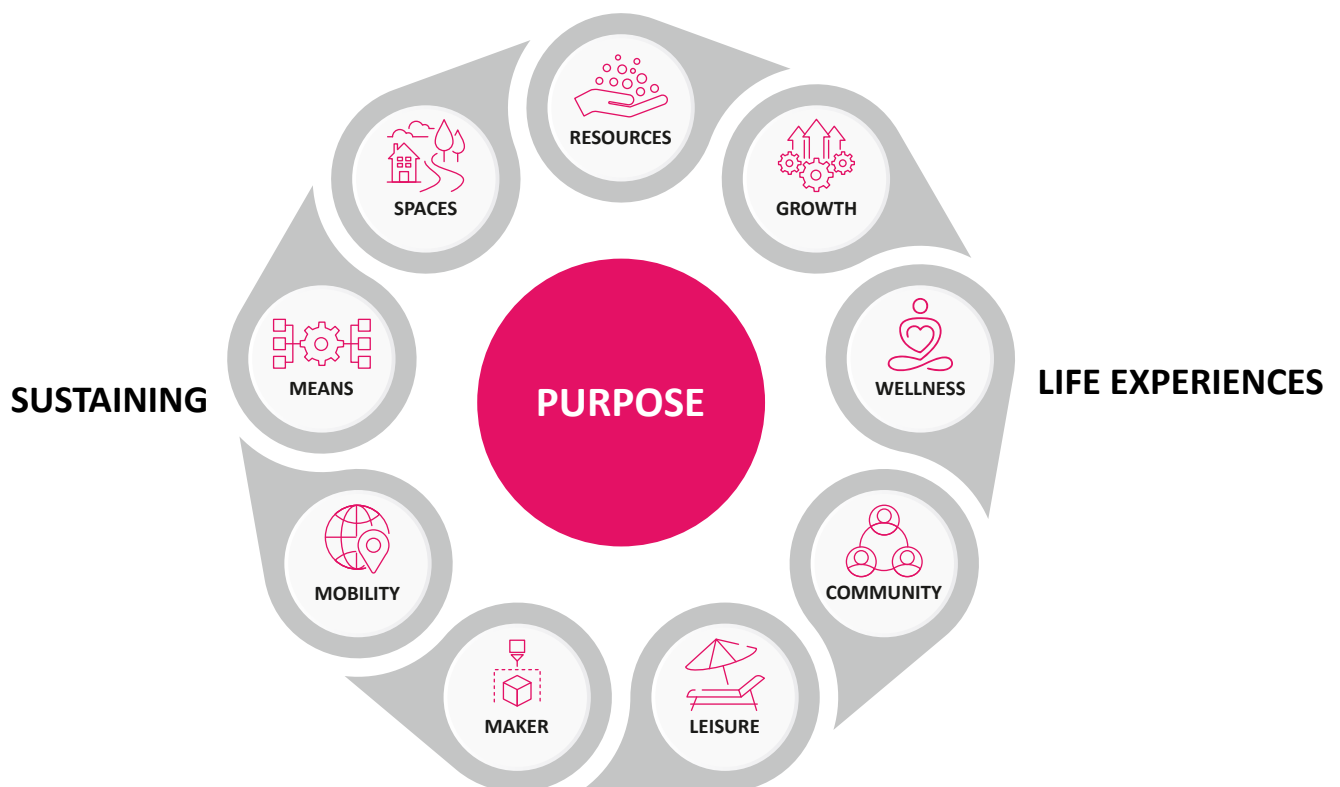 RESOURCES
SPACES
GROWTH
MEANS
WELLNESS
SUSTAINING
PURPOSE
LIFE EXPERIENCES
MOBILITY
COMMUNITY
MAKER
LEISURE